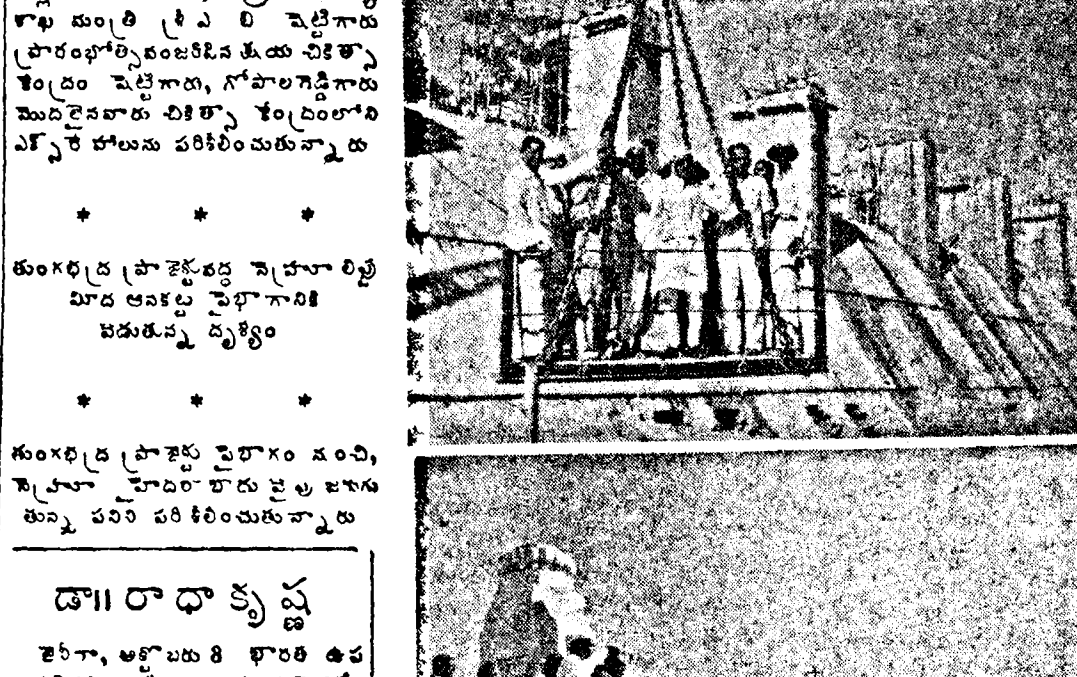 శాఖ మంత్రి శ్రీ ఎ బి షెట్టిగారు
ప్రారంభోత్సవంజరిపిన క్షయ చికిత్సా
కేంద్రం షెట్టిగారు, గోపాలరెడ్డిగారు
మొదలైనవారు చికిత్సా కేంద్రంలోని
ఎక్స్‌రే హాలును పరిశీలించుతున్నారు
* * *
తుంగభద్ర ప్రాజెక్టువద్ద నెహ్రూ లిఫ్టు
మీద ఆనకట్ట పైభాగానికి
పోడుతున్న దృశ్యం
* * *
తుంగభద్ర ప్రాజెక్టు పైభాగం నుంచి,
నెహ్రూ హైదరాబాదు వైపు జరుగు
తున్న పనిని పరిశీలించుతున్నారు
డా॥ రాధాకృష్ణ
అక్టోబరు 8 భారత ఉప